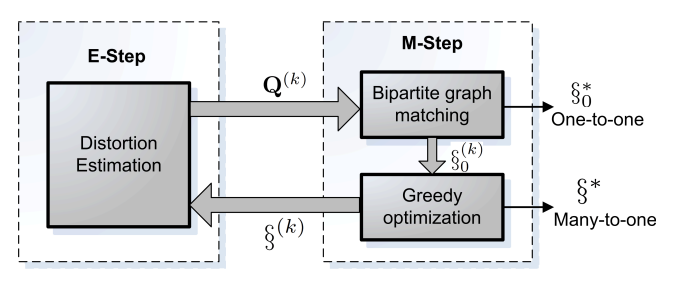 E-Step
M-Step
Distortion
Estimation
Q^(k)
Bipartite graph
matching
§*0
One-to-one
§0^(k)
Greedy
optimization
§*
Many-to-one
§^(k)